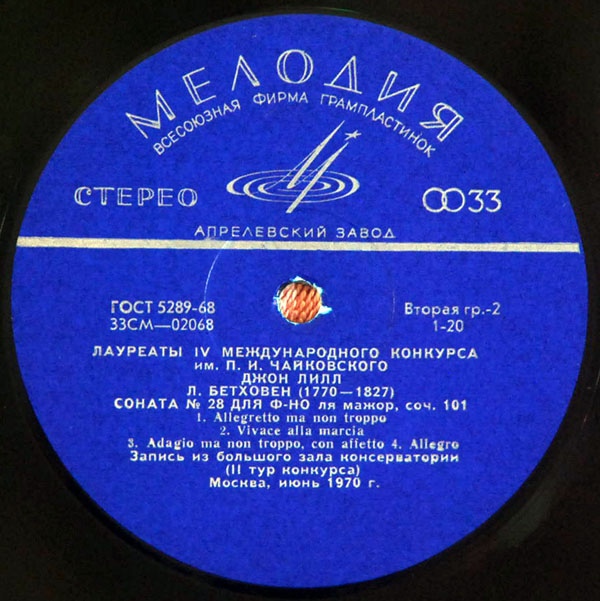 МЕЛОДИЯ
ВСЕСОЮЗНАЯ ФИРМА ГРАМПЛАСТИНОК
СТЕРЕО
33
АПРЕЛЕВСКИЙ ЗАВОД
ГОСТ 5289-68
Вторая гр.-2
33СМ—02068
1-20
ЛАУРЕАТЫ IV МЕЖДУНАРОДНОГО КОНКУРСА
им. П. И. ЧАЙКОВСКОГО
ДЖОН ЛИЛЛ
Л. БЕТХОВЕН (1770—1827)
СОНАТА № 28 ДЛЯ Ф-НО ля мажор, соч. 101
1. Allegretto ma non troppo
2. Vivace alla marcia
3. Adagio ma non troppo, con afietto 4. Allegro
Запись из большого зала консерватории
(II тур конкурса)
Москва, июнь 1970 г.